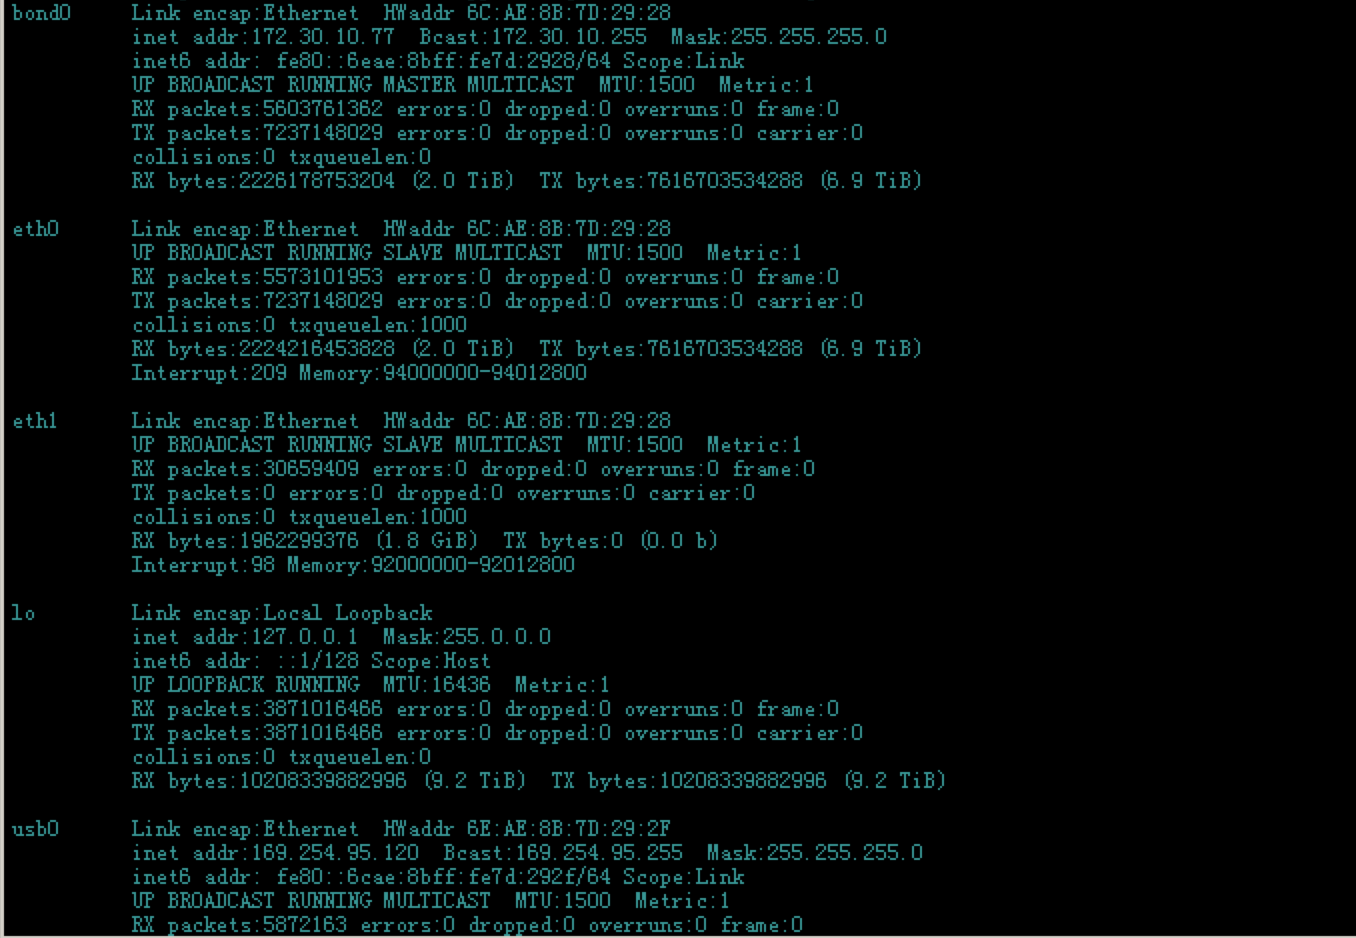 bond0     Link encap:Ethernet  HWaddr 6C:AE:8B:7D:29:28
          inet addr:172.30.10.77  Bcast:172.30.10.255  Mask:255.255.255.0
          inet6 addr: fe80::6eae:8bff:fe7d:2928/64 Scope:Link
          UP BROADCAST RUNNING MASTER MULTICAST  MTU:1500  Metric:1
          RX packets:5603761362 errors:0 dropped:0 overruns:0 frame:0
          TX packets:7237148029 errors:0 dropped:0 overruns:0 carrier:0
          collisions:0 txqueuelen:0
          RX bytes:2226178753204 (2.0 TiB)  TX bytes:7616703534288 (6.9 TiB)

eth0      Link encap:Ethernet  HWaddr 6C:AE:8B:7D:29:28
          UP BROADCAST RUNNING SLAVE MULTICAST  MTU:1500  Metric:1
          RX packets:5573101953 errors:0 dropped:0 overruns:0 frame:0
          TX packets:7237148029 errors:0 dropped:0 overruns:0 carrier:0
          collisions:0 txqueuelen:1000
          RX bytes:2224216453828 (2.0 TiB)  TX bytes:7616703534288 (6.9 TiB)
          Interrupt:209 Memory:94000000-94012800

eth1      Link encap:Ethernet  HWaddr 6C:AE:8B:7D:29:28
          UP BROADCAST RUNNING SLAVE MULTICAST  MTU:1500  Metric:1
          RX packets:30659409 errors:0 dropped:0 overruns:0 frame:0
          TX packets:0 errors:0 dropped:0 overruns:0 carrier:0
          collisions:0 txqueuelen:1000
          RX bytes:1962299376 (1.8 GiB)  TX bytes:0 (0.0 b)
          Interrupt:98 Memory:92000000-92012800

lo        Link encap:Local Loopback
          inet addr:127.0.0.1  Mask:255.0.0.0
          inet6 addr: ::1/128 Scope:Host
          UP LOOPBACK RUNNING  MTU:16436  Metric:1
          RX packets:3871016466 errors:0 dropped:0 overruns:0 frame:0
          TX packets:3871016466 errors:0 dropped:0 overruns:0 carrier:0
          collisions:0 txqueuelen:0
          RX bytes:10208339882996 (9.2 TiB)  TX bytes:10208339882996 (9.2 TiB)

usb0      Link encap:Ethernet  HWaddr 6E:AE:8B:7D:29:2F
          inet addr:169.254.95.120  Bcast:169.254.95.255  Mask:255.255.255.0
          inet6 addr: fe80::6cae:8bff:fe7d:292f/64 Scope:Link
          UP BROADCAST RUNNING MULTICAST  MTU:1500  Metric:1
          RX packets:5872163 errors:0 dropped:0 overruns:0 frame:0